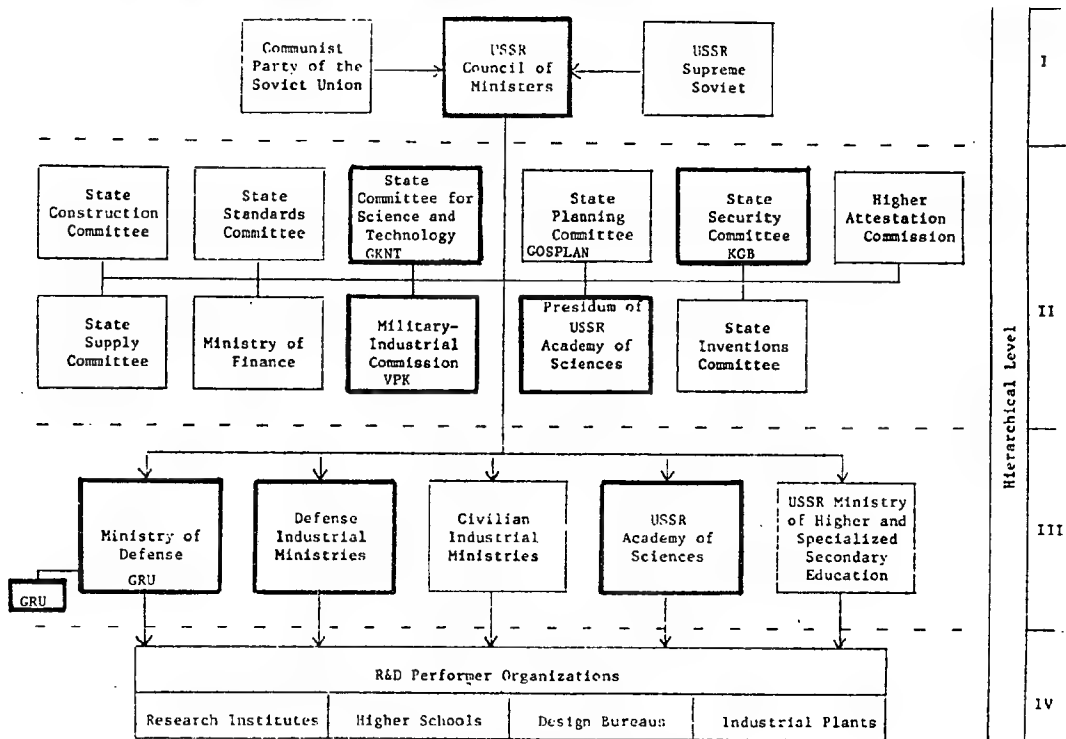 Communist
Party of the
Soviet Union
USSR
Council of
Ministers
USSR
Supreme
Soviet
I
State
Construction
Committee
State
Standards
Committee
State
Committee for
Science and
Technology
GKNT
State
Planning
Committee
GOSPLAN
State
Security
Committee
KGB
Higher
Attestation
Commission
State
Supply
Committee
Ministry of
Finance
Military-
Industrial
Commission
VPK
Presidum of
USSR
Academy of
Sciences
State
Inventions
Committee
II
Hierarchical Level
Ministry of
Defense
GRU
GRU
Defense
Industrial
Ministries
Civilian
Industrial
Ministries
USSR
Academy of
Sciences
USSR Ministry
of Higher and
Specialized
Secondary
Education
III
R&D Performer Organizations
Research Institutes
Higher Schools
Design Bureaus
Industrial Plants
IV